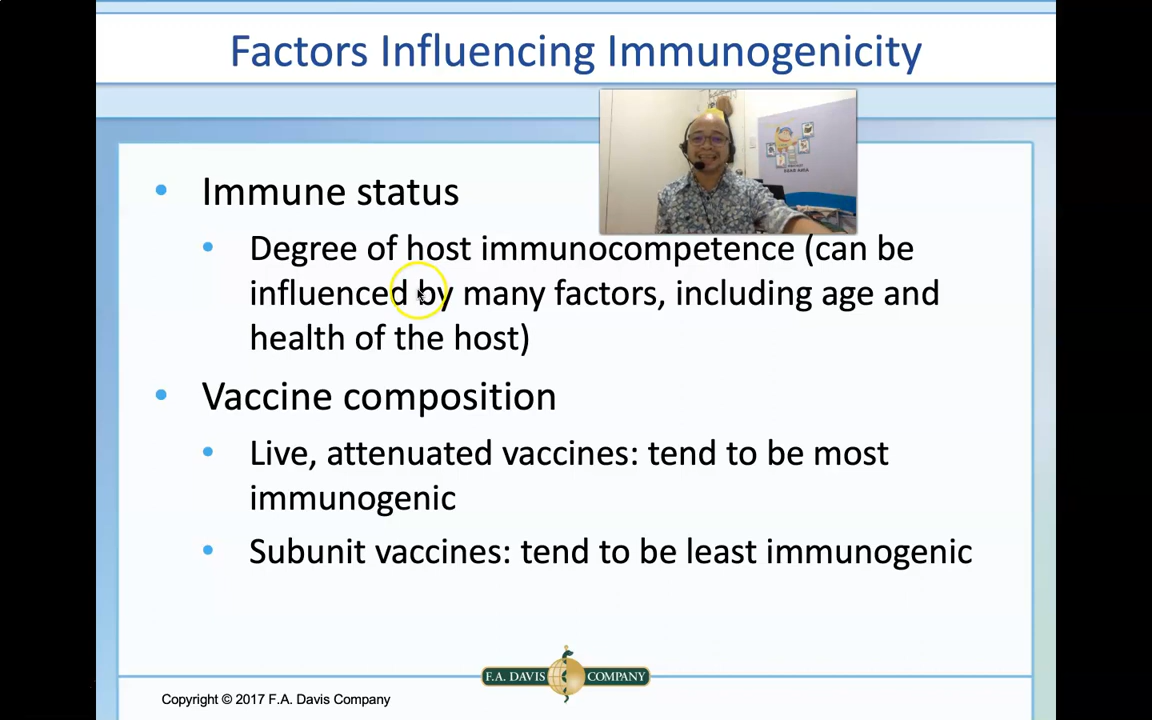 Factors Influencing Immunogenicity
• Immune status
• Degree of host immunocompetence (can be
influenced by many factors, including age and
health of the host)
• Vaccine composition
• Live, attenuated vaccines: tend to be most
immunogenic
• Subunit vaccines: tend to be least immunogenic
F.A. DAVIS COMPANY
Copyright © 2017 F.A. Davis Company